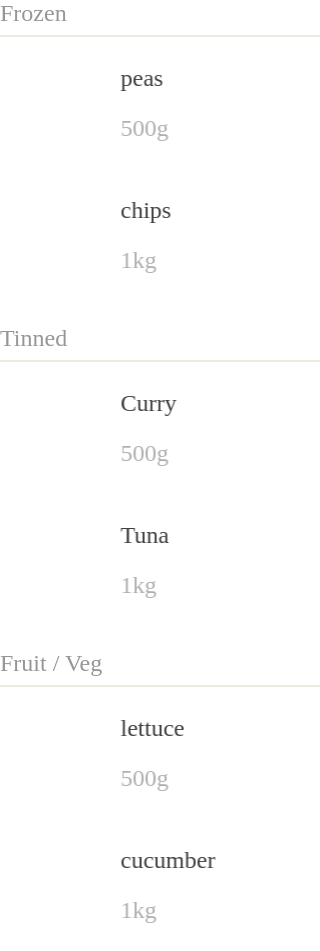 Frozen
peas
500g
chips
1kg
Tinned
Curry
500g
Tuna
1kg
Fruit / Veg
lettuce
500g
cucumber
1kg